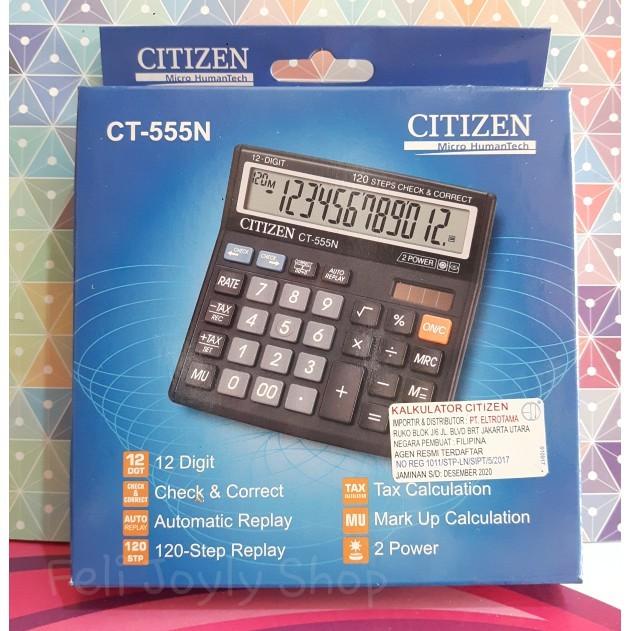 CITIZEN
Micro HumanTech
CT-555N
CITIZEN
Micro HumanTech
12-DIGIT
120 STEPS CHECK & CORRECT
120M
-123456789012.
CITIZEN CT-555N
2 POWER
CHECK
CHECK
CORRECT
AUTO
REPLAY
RATE
7
8
9
√
%
ON/C
-TAX
REC
4
5
6
×
÷
MRC
+TAX
SET
1
2
3
+
−
M=
MU
0
00
.
=
KALKULATOR CITIZEN
IMPORTIR & DISTRIBUTOR : PT. ELTROTAMA
RUKO BLOK J/6 JL. BLVD BRT JAKARTA UTARA
NEGARA PEMBUAT : FILIPINA
AGEN RESMI TERDAFTAR
NO REG 1011/STP-LN/SIPT/5/2017
JAMINAN S/D: DESEMBER 2020
12
DGT
12 Digit
CHECK
&
CORRECT
Check & Correct
AUTO
REPLAY
Automatic Replay
120
STP
120-Step Replay
TAX
Tax Calculation
MU
Mark Up Calculation
2 Power
Feli Joyly Shop